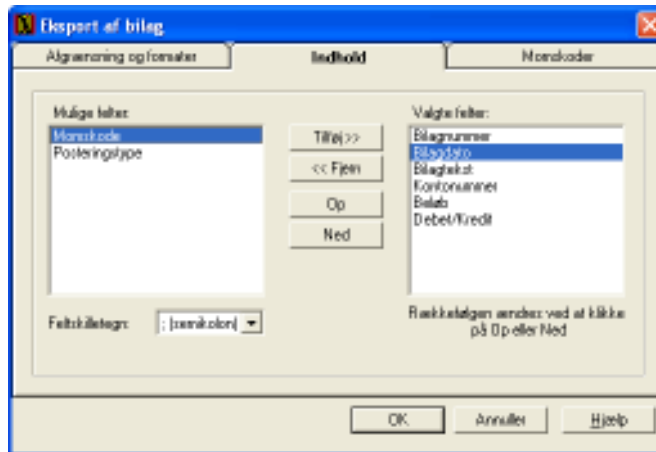 Eksport af bilag
Afgrænsning og formater
Indhold
Momskoder
Mulige felter:
Momskode
Posteringstype
Tilføj >>
<< Fjern
Op
Ned
Valgte felter:
Bilagnummer
Bilagdato
Bilagtekst
Kontonummer
Beløb
Debet/Kredit
Feltskilletegn:
; (semikolon)
Rækkefølgen ændres ved at klikke
på Op eller Ned
OK
Annuller
Hjælp